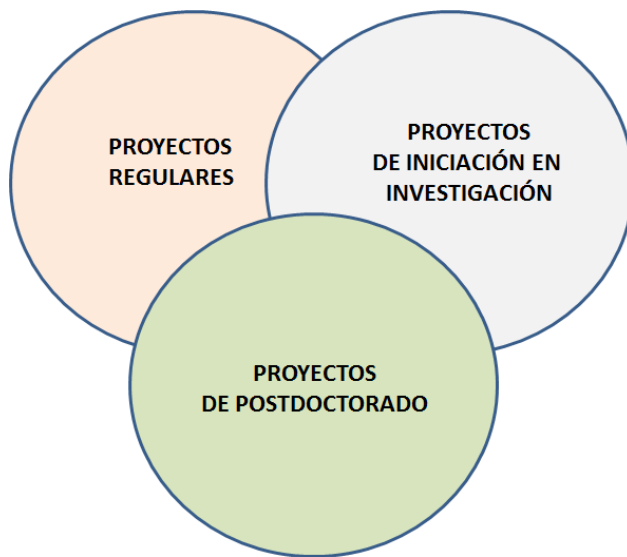 PROYECTOS
REGULARES
PROYECTOS
DE INICIACIÓN EN
INVESTIGACIÓN
PROYECTOS
DE POSTDOCTORADO